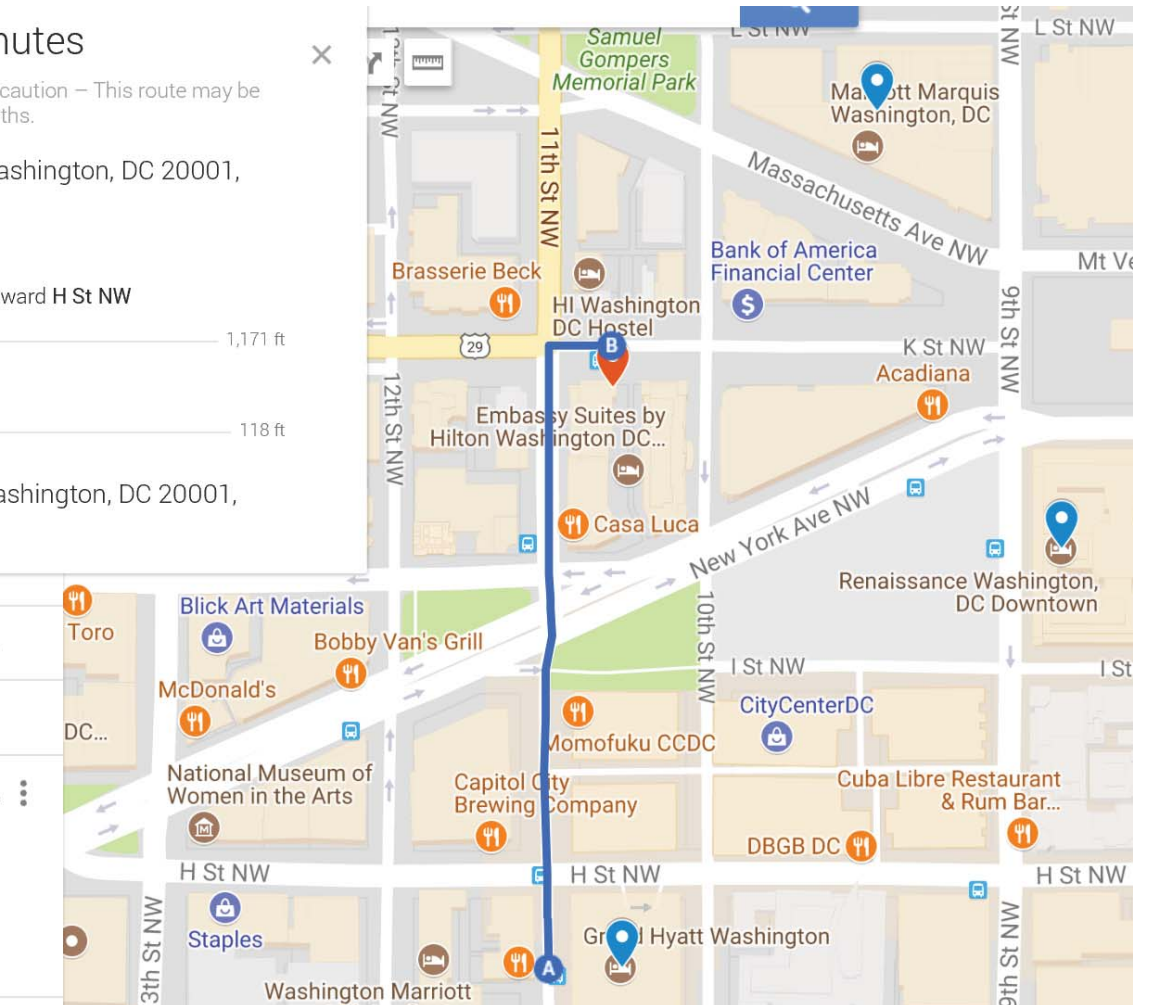 nutes
caution – This route may be
ths.
ashington, DC 20001,
ward H St NW
1,171 ft
118 ft
ashington, DC 20001,
L St NW
L St NW
Samuel
Gompers
Memorial Park
Marriott Marquis
Washington, DC
Massachusetts Ave NW
11th St NW
Bank of America
Financial Center
$
Mt Ve
Brasserie Beck
HI Washington
DC Hostel
9th St NW
29
B
K St NW
Acadiana
12th St NW
Embassy Suites by
Hilton Washington DC...
Casa Luca
New York Ave NW
Renaissance Washington,
DC Downtown
Toro
Blick Art Materials
Bobby Van's Grill
10th St NW
I St NW
I St
McDonald's
CityCenterDC
DC...
Momofuku CCDC
National Museum of
Women in the Arts
M
Capitol City
Brewing Company
Cuba Libre Restaurant
& Rum Bar...
DBGB DC
H St NW
H St NW
H St NW
3th St NW
Staples
Grand Hyatt Washington
A
9th St NW
Washington Marriott